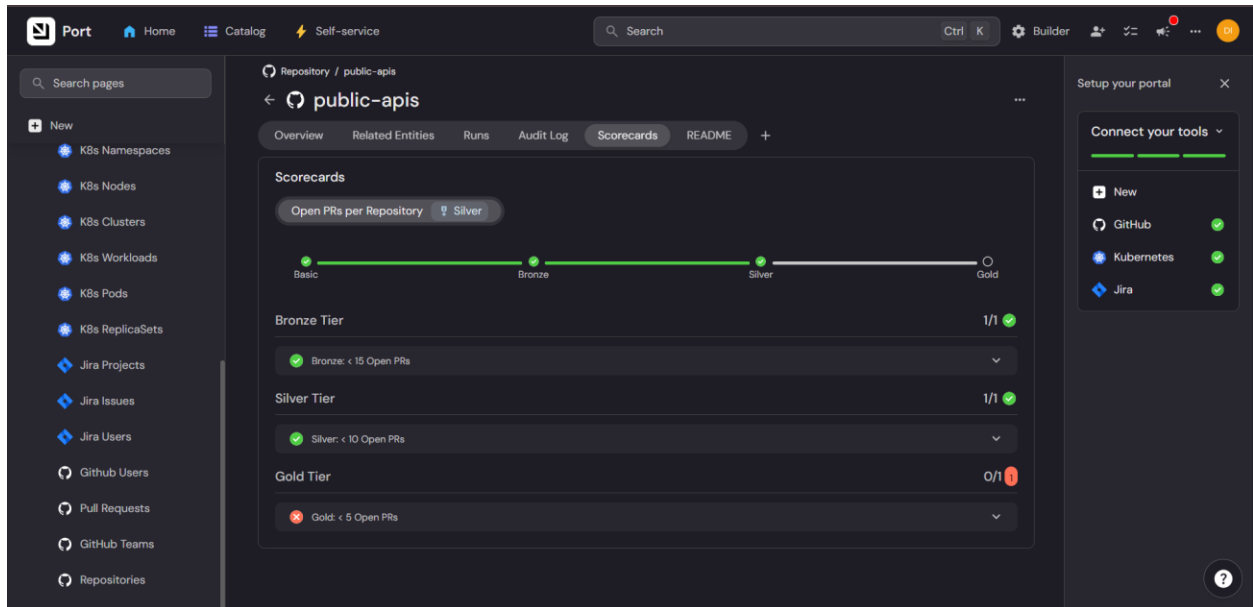 Port
Home
Catalog
Self-service
Search
Ctrl K
Builder
DI
Search pages
New
K8s Namespaces
K8s Nodes
K8s Clusters
K8s Workloads
K8s Pods
K8s ReplicaSets
Jira Projects
Jira Issues
Jira Users
Github Users
Pull Requests
GitHub Teams
Repositories
Repository / public-apis
public-apis
Overview
Related Entities
Runs
Audit Log
Scorecards
README
Scorecards
Open PRs per Repository Silver
Basic
Bronze
Silver
Gold
Bronze Tier
1/1
Bronze: < 15 Open PRs
Silver Tier
1/1
Silver: < 10 Open PRs
Gold Tier
0/1 1
Gold: < 5 Open PRs
Setup your portal
Connect your tools
New
GitHub
Kubernetes
Jira
?